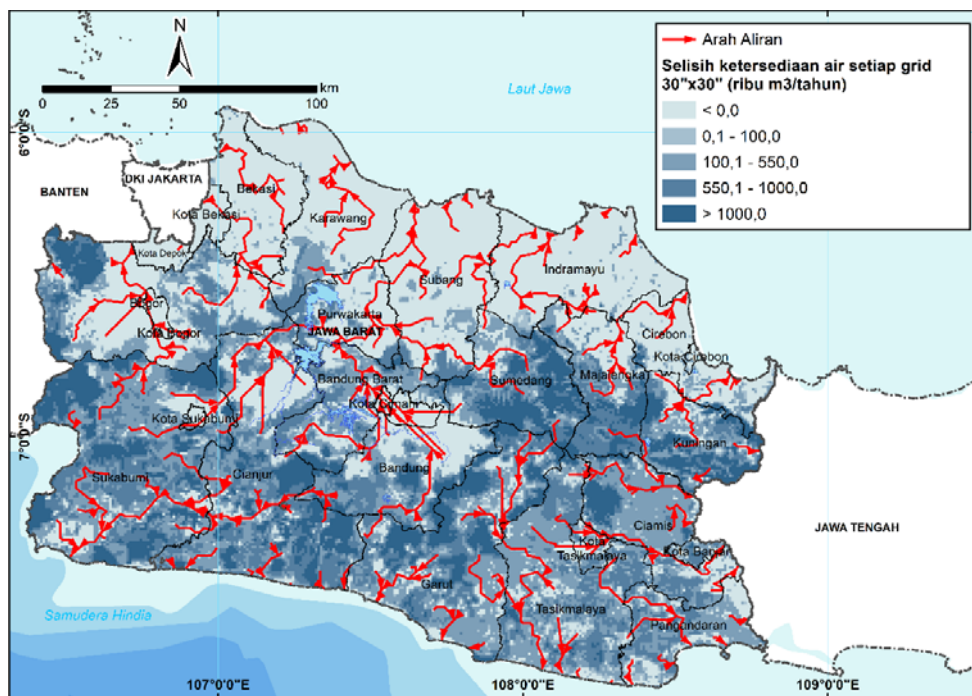 N
km
0 25 50 100
Laut Jawa
Arah Aliran
Selisih ketersediaan air setiap grid
30"x30" (ribu m3/tahun)
< 0,0
0,1 - 100,0
100,1 - 550,0
550,1 - 1000,0
> 1000,0
6°0'0"S
BANTEN
DKI JAKARTA
Bekasi
Kota Bekasi
Karawang
Kota Depok
Subang
Indramayu
Bogor
Purwakarta
Kota Bogor
JAWA BARAT
Cirebon
Kota Cirebon
Bandung Barat
Sumedang
Majalengka
Kota Cimahi
Kota Sukabumi
7°0'0"S
Kuningan
Bandung
Sukabumi
Cianjur
Ciamis
JAWA TENGAH
Kota
Tasikmalaya
Kota Banjar
Garut
Tasikmalaya
Samudera Hindia
Pangandaran
107°0'0"E
108°0'0"E
109°0'0"E